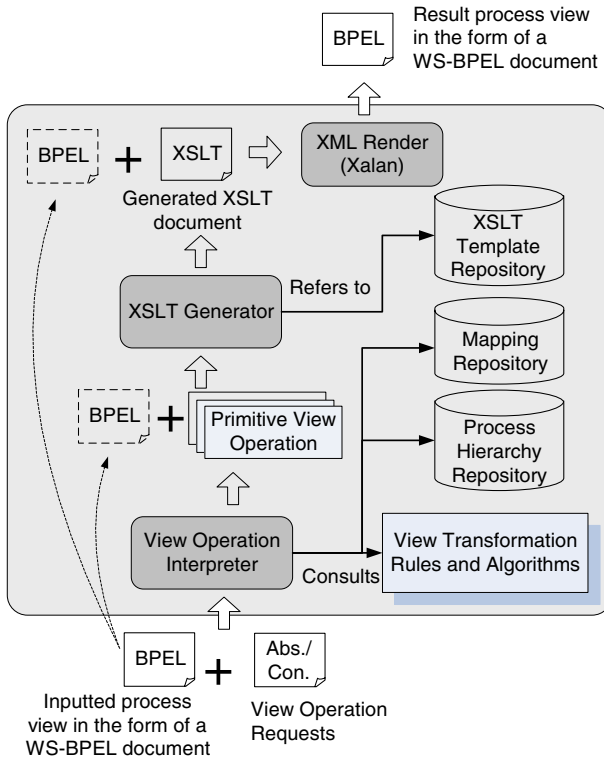 Result process view
in the form of a
WS-BPEL document
BPEL
BPEL
+
XSLT
XML Render
(Xalan)
Generated XSLT
document
XSLT
Template
Repository
XSLT Generator
Refers to
Mapping
Repository
BPEL
+
Primitive View
Operation
Process
Hierarchy
Repository
View Operation
Interpreter
Consults
View Transformation
Rules and Algorithms
BPEL
+
Abs./
Con.
Inputted process
view in the form of a
WS-BPEL document
View Operation
Requests